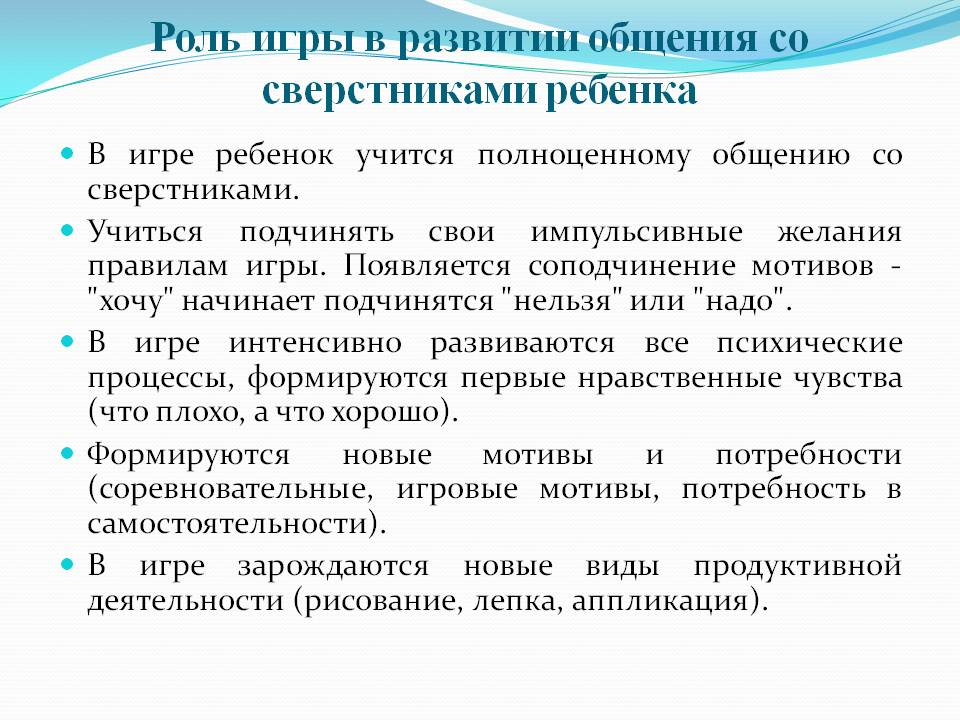 Роль игры в развитии общения со
сверстниками ребенка
• В игре ребенок учится полноценному общению со
сверстниками.
• Учиться подчинять свои импульсивные желания
правилам игры. Появляется соподчинение мотивов -
"хочу" начинает подчинятся "нельзя" или "надо".
• В игре интенсивно развиваются все психические
процессы, формируются первые нравственные чувства
(что плохо, а что хорошо).
• Формируются новые мотивы и потребности
(соревновательные, игровые мотивы, потребность в
самостоятельности).
• В игре зарождаются новые виды продуктивной
деятельности (рисование, лепка, аппликация).